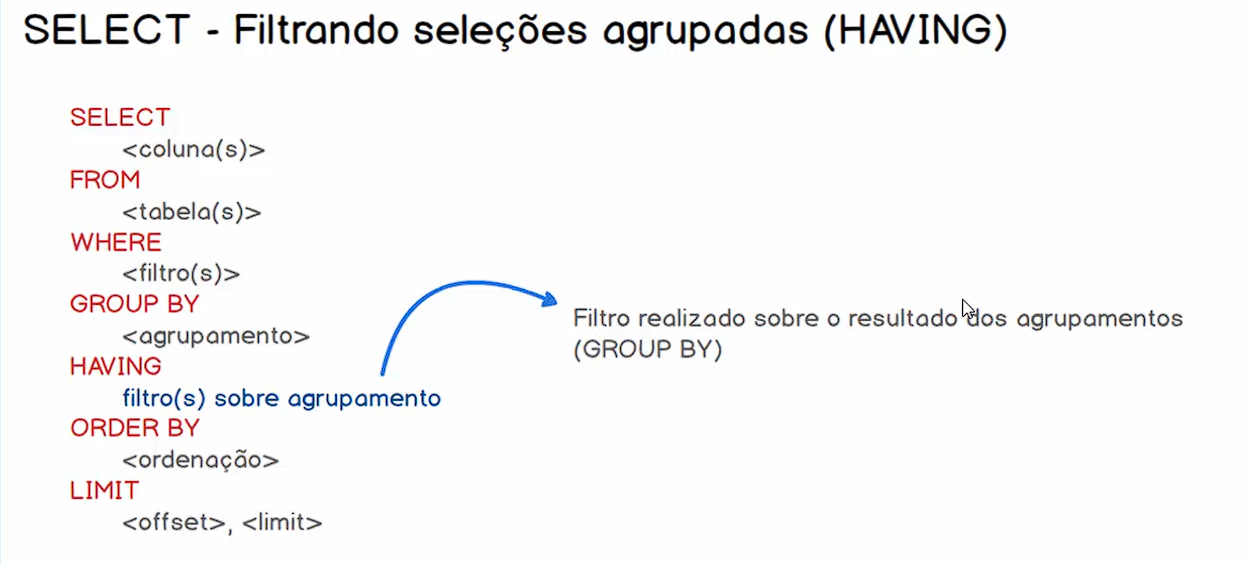 SELECT - Filtrando seleções agrupadas (HAVING)
SELECT
<coluna(s)>
FROM
<tabela(s)>
WHERE
<filtro(s)>
GROUP BY
<agrupamento>
HAVING
filtro(s) sobre agrupamento
ORDER BY
<ordenação>
LIMIT
<offset>, <limit>
Filtro realizado sobre o resultado dos agrupamentos
(GROUP BY)